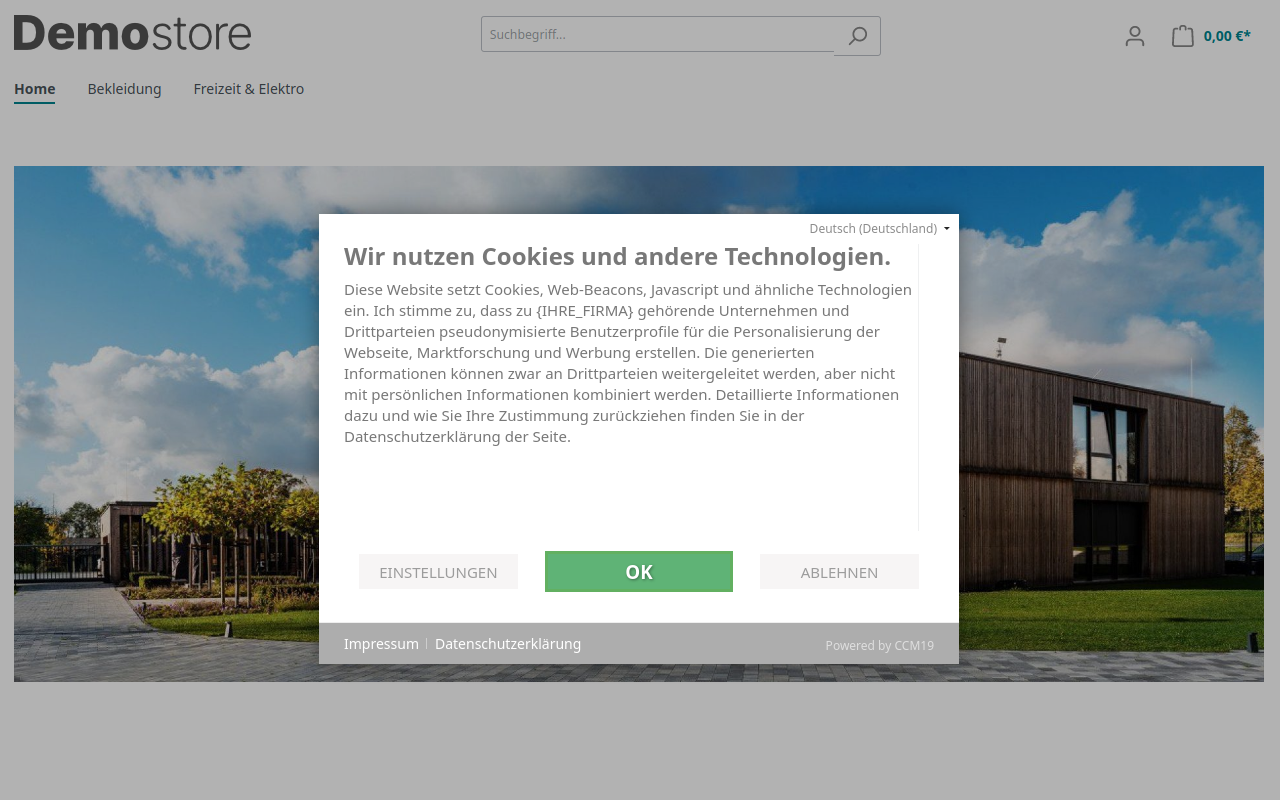 Demostore
Suchbegriff...
0,00 €*
Home
Bekleidung
Freizeit & Elektro
Deutsch (Deutschland)
Wir nutzen Cookies und andere Technologien.
Diese Website setzt Cookies, Web-Beacons, Javascript und ähnliche Technologien
ein. Ich stimme zu, dass zu {IHRE_FIRMA} gehörende Unternehmen und
Drittparteien pseudonymisierte Benutzerprofile für die Personalisierung der
Webseite, Marktforschung und Werbung erstellen. Die generierten
Informationen können zwar an Drittparteien weitergeleitet werden, aber nicht
mit persönlichen Informationen kombiniert werden. Detaillierte Informationen
dazu und wie Sie Ihre Zustimmung zurückziehen finden Sie in der
Datenschutzerklärung der Seite.
EINSTELLUNGEN
OK
ABLEHNEN
Impressum
Datenschutzerklärung
Powered by CCM19